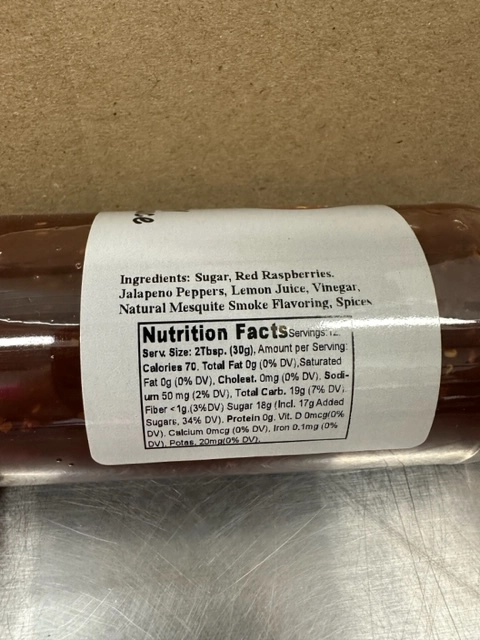 Ingredients: Sugar, Red Raspberries,
Jalapeno Peppers, Lemon Juice, Vinegar,
Natural Mesquite Smoke Flavoring, Spices
Nutrition Facts Servings:12,
Serv. Size: 2Tbsp. (30g), Amount per Serving:
Calories 70, Total Fat 0g (0% DV),Saturated
Fat 0g (0% DV), Cholest. 0mg (0% DV), Sodi-
um 50 mg (2% DV), Total Carb. 19g (7% DV),
Fiber <1g,(3%DV) Sugar 18g (Incl. 17g Added
Sugars, 34% DV), Protein 0g, Vit. D 0mcg(0%
DV), Calcium 0mcg (0% DV), Iron 0.1mg (0%
DV), Potas. 20mg(0% DV).